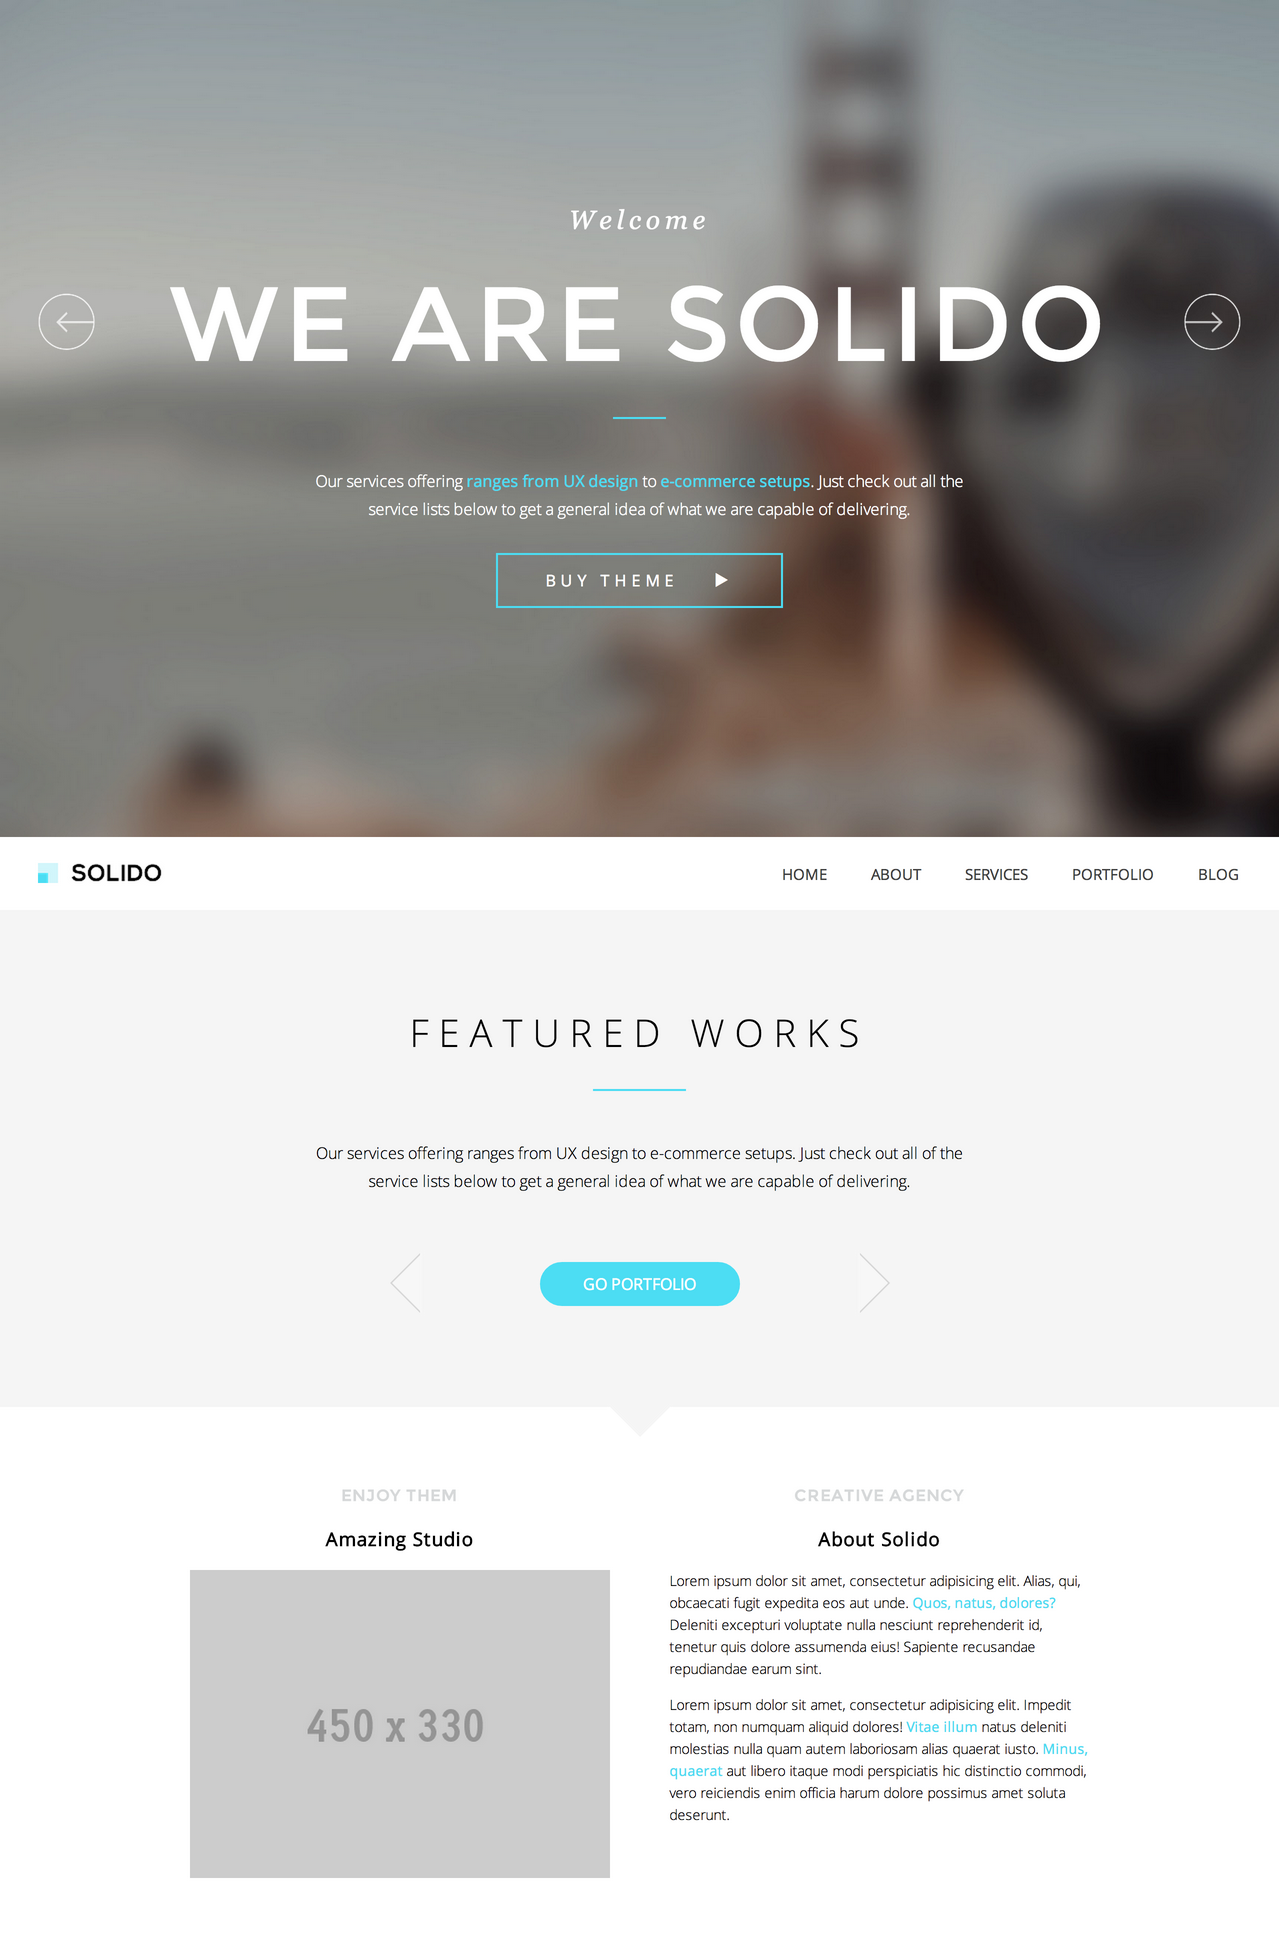 Welcome
WE ARE SOLIDO
Our services offering ranges from UX design to e-commerce setups. Just check out all the
service lists below to get a general idea of what we are capable of delivering.
BUY THEME
SOLIDO
HOME ABOUT SERVICES PORTFOLIO BLOG
FEATURED WORKS
Our services offering ranges from UX design to e-commerce setups. Just check out all of the
service lists below to get a general idea of what we are capable of delivering.
GO PORTFOLIO
ENJOY THEM
Amazing Studio
450 x 330
CREATIVE AGENCY
About Solido
Lorem ipsum dolor sit amet, consectetur adipisicing elit. Alias, qui,
obcaecati fugit expedita eos aut unde. Quos, natus, dolores?
Deleniti excepturi voluptate nulla nesciunt reprehenderit id,
tenetur quis dolore assumenda eius! Sapiente recusandae
repudiandae earum sint.
Lorem ipsum dolor sit amet, consectetur adipisicing elit. Impedit
totam, non numquam aliquid dolores! Vitae illum natus deleniti
molestias nulla quam autem laboriosam alias quaerat iusto. Minus,
quaerat aut libero itaque modi perspiciatis hic distinctio commodi,
vero reiciendis enim officia harum dolore possimus amet soluta
deserunt.